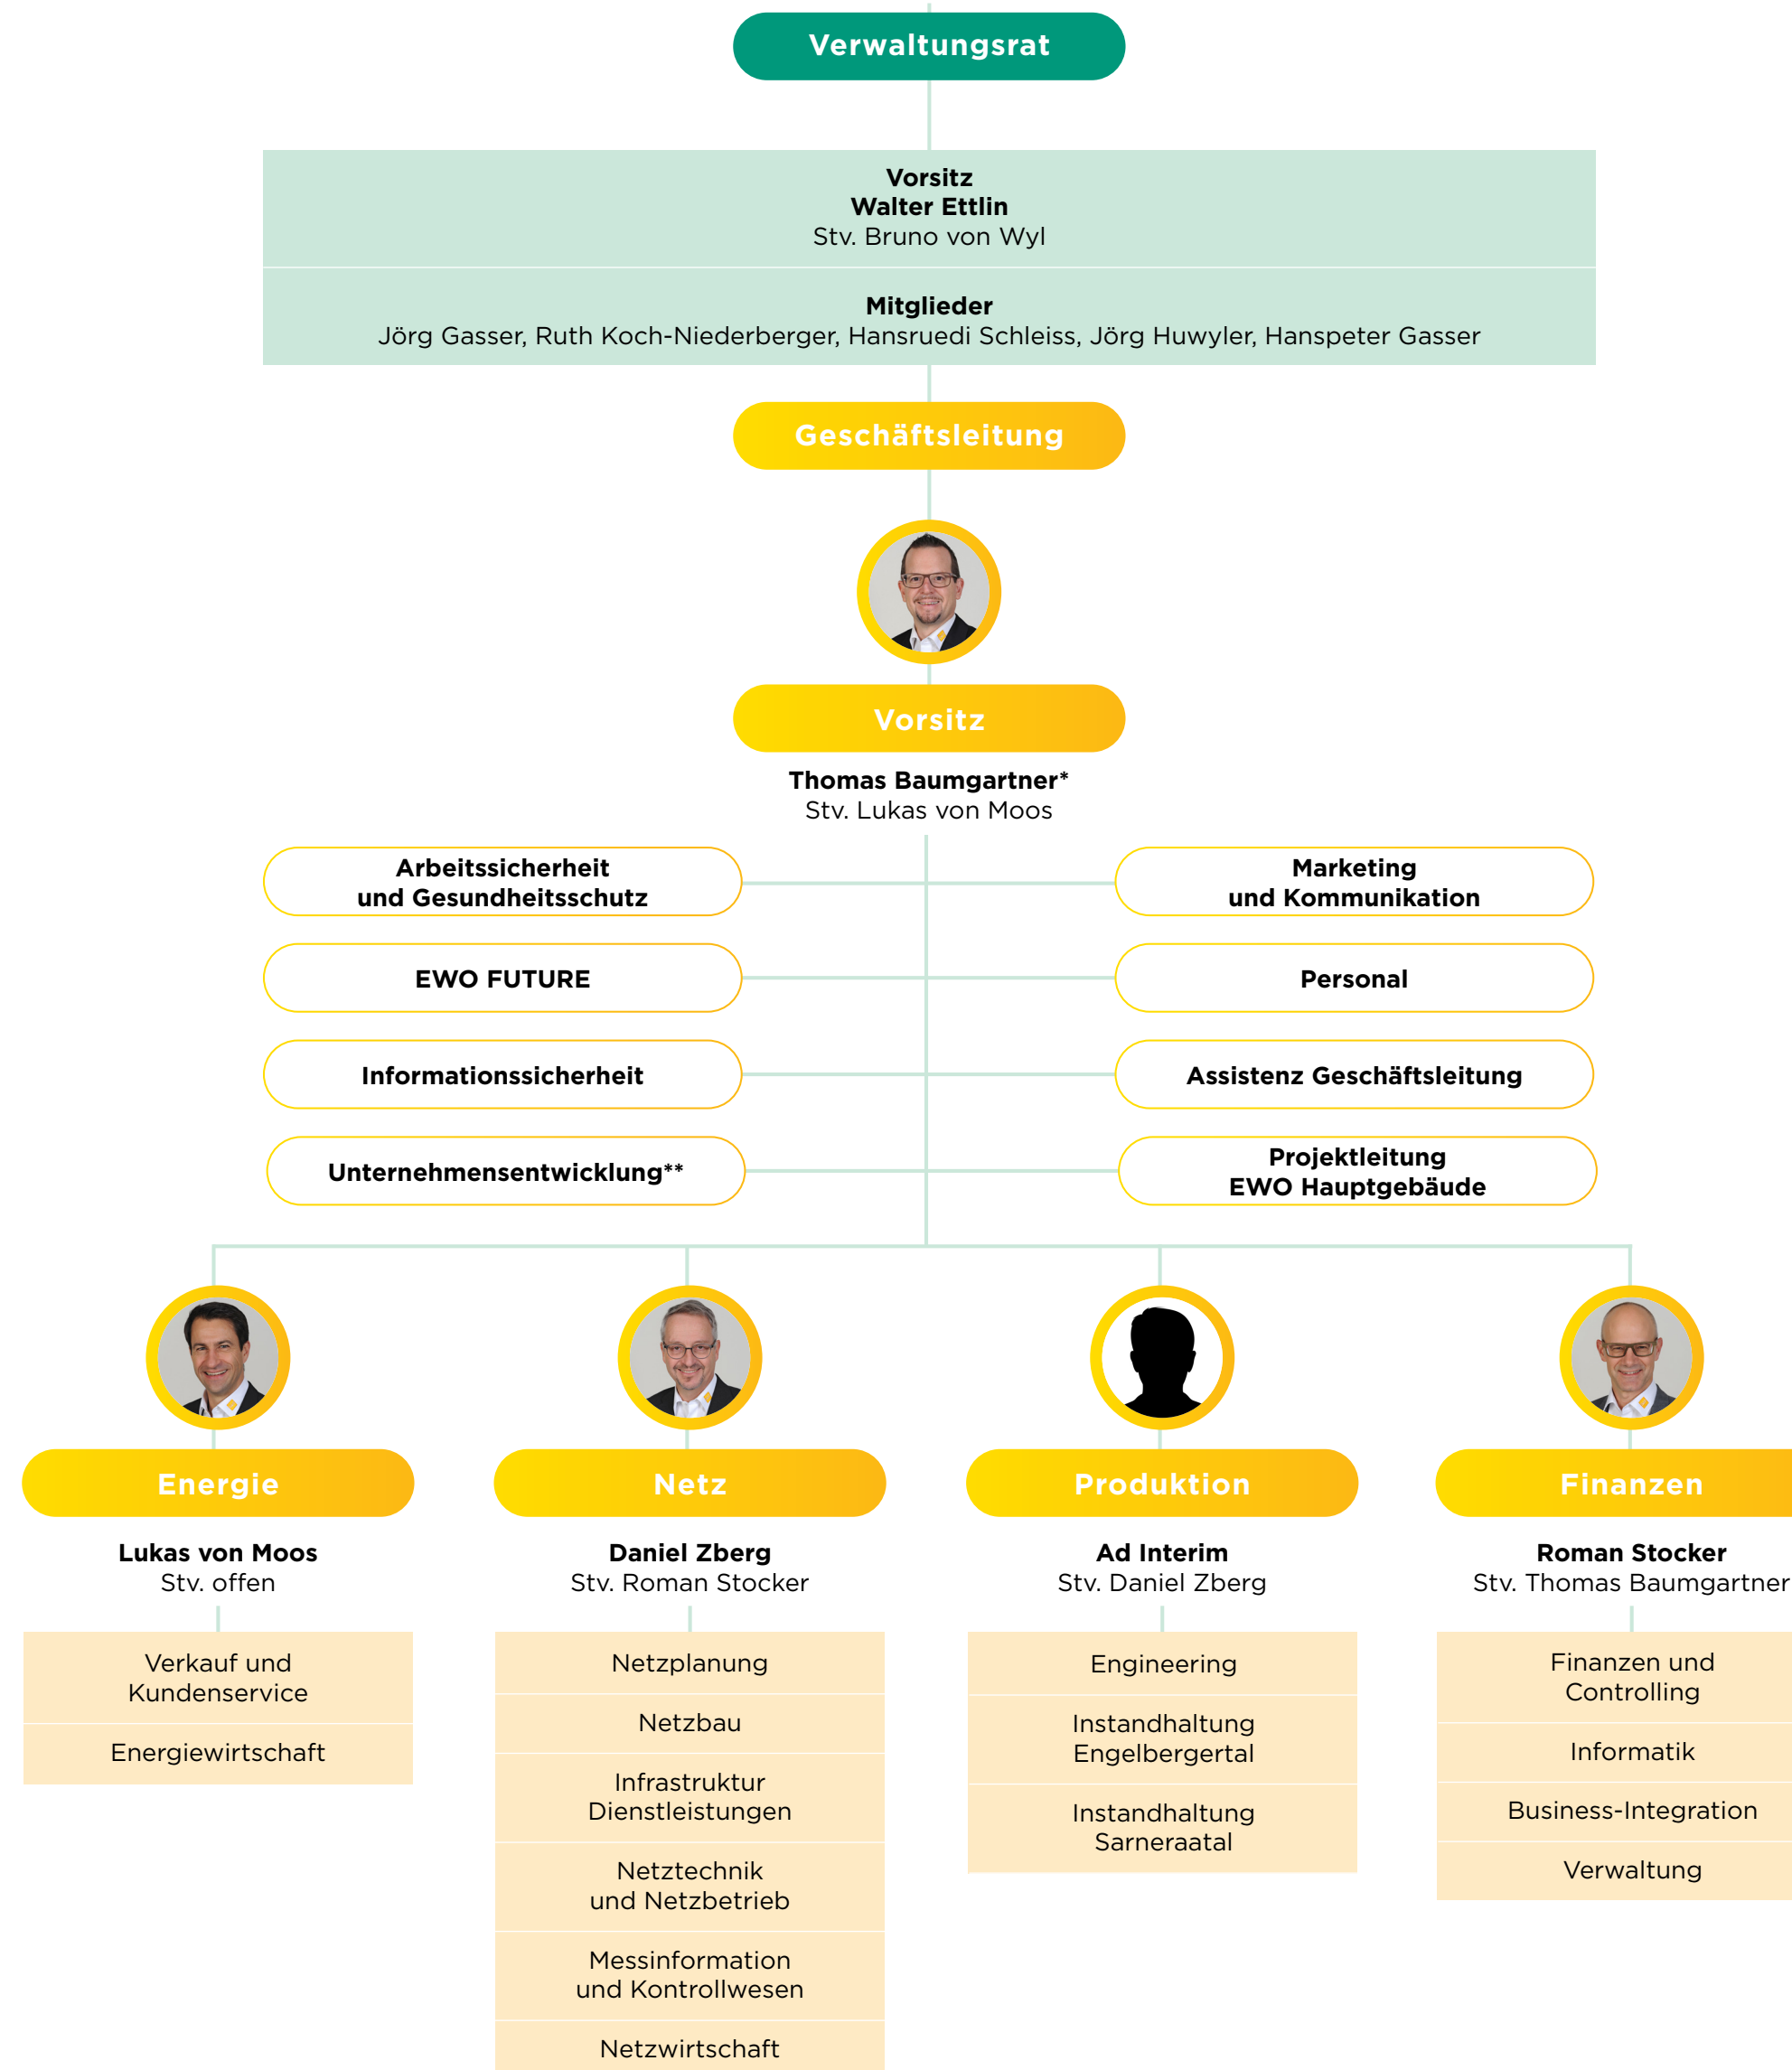 Verwaltungsrat
Vorsitz
Walter Ettlin
Stv. Bruno von Wyl
Mitglieder
Jörg Gasser, Ruth Koch-Niederberger, Hansruedi Schleiss, Jörg Huwyler, Hanspeter Gasser
Geschäftsleitung
Vorsitz
Thomas Baumgartner*
Stv. Lukas von Moos
Arbeitssicherheit
und Gesundheitsschutz
Marketing
und Kommunikation
EWO FUTURE
Personal
Informationssicherheit
Assistenz Geschäftsleitung
Unternehmensentwicklung**
Projektleitung
EWO Hauptgebäude
Energie
Lukas von Moos
Stv. offen
Verkauf und
Kundenservice
Energiewirtschaft
Netz
Daniel Zberg
Stv. Roman Stocker
Netzplanung
Netzbau
Infrastruktur
Dienstleistungen
Netztechnik
und Netzbetrieb
Messinformation
und Kontrollwesen
Netzwirtschaft
Produktion
Ad Interim
Stv. Daniel Zberg
Engineering
Instandhaltung
Engelbergertal
Instandhaltung
Sarneraatal
Finanzen
Roman Stocker
Stv. Thomas Baumgartner
Finanzen und
Controlling
Informatik
Business-Integration
Verwaltung